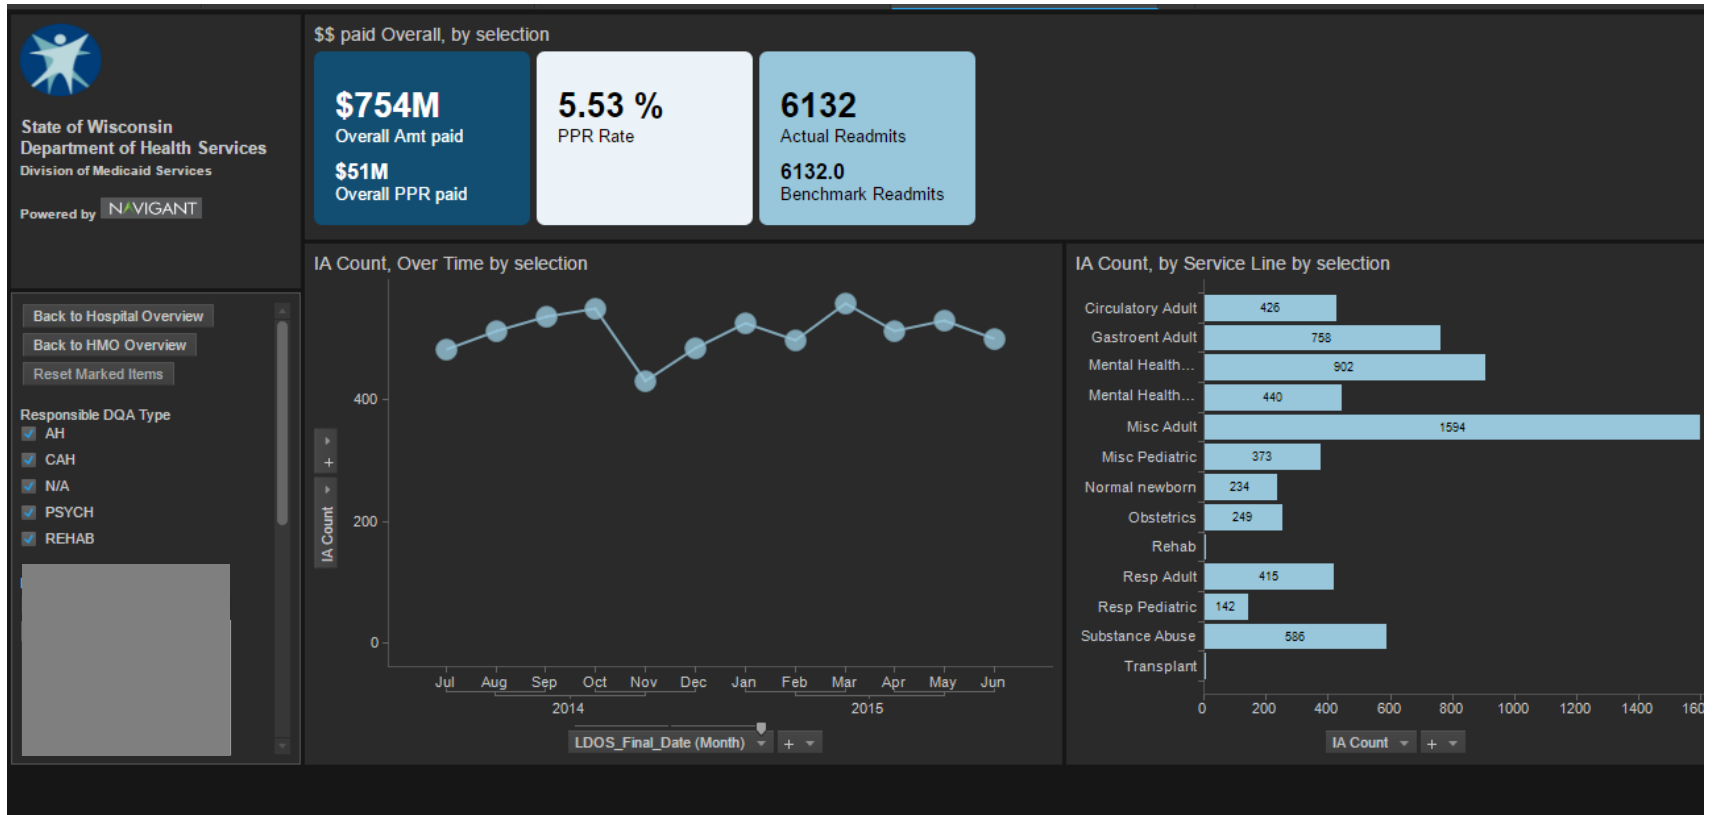 State of Wisconsin
Department of Health Services
Division of Medicaid Services
Powered by NAVIGANT
Back to Hospital Overview
Back to HMO Overview
Reset Marked Items
Responsible DQA Type
AH
CAH
N/A
PSYCH
REHAB
$$ paid Overall, by selection
$754M
Overall Amt paid
$51M
Overall PPR paid
5.53 %
PPR Rate
6132
Actual Readmits
6132.0
Benchmark Readmits
IA Count, Over Time by selection
400
200
0
+
IA Count
Jul Aug Sep Oct Nov Dec Jan Feb Mar Apr May Jun
2014 2015
LDOS_Final_Date (Month) +
IA Count, by Service Line by selection
Circulatory Adult 426
Gastroent Adult 758
Mental Health... 902
Mental Health... 440
Misc Adult 1594
Misc Pediatric 373
Normal newborn 234
Obstetrics 249
Rehab
Resp Adult 415
Resp Pediatric 142
Substance Abuse 586
Transplant
0 200 400 600 800 1000 1200 1400 160
IA Count +